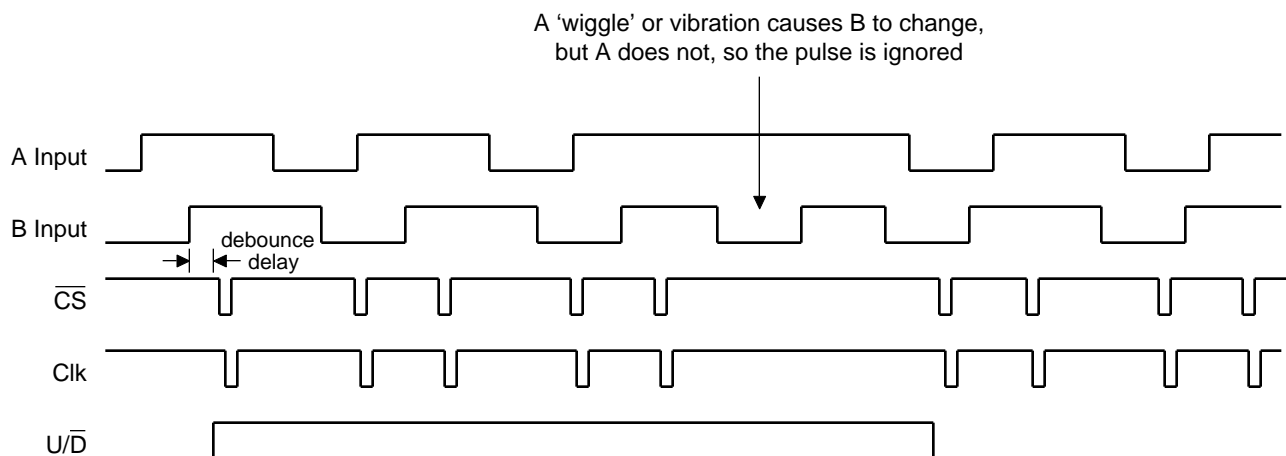 A ‘wiggle’ or vibration causes B to change,
but A does not, so the pulse is ignored
A Input
B Input
debounce
delay
C̅S̅
Clk
U/D̅